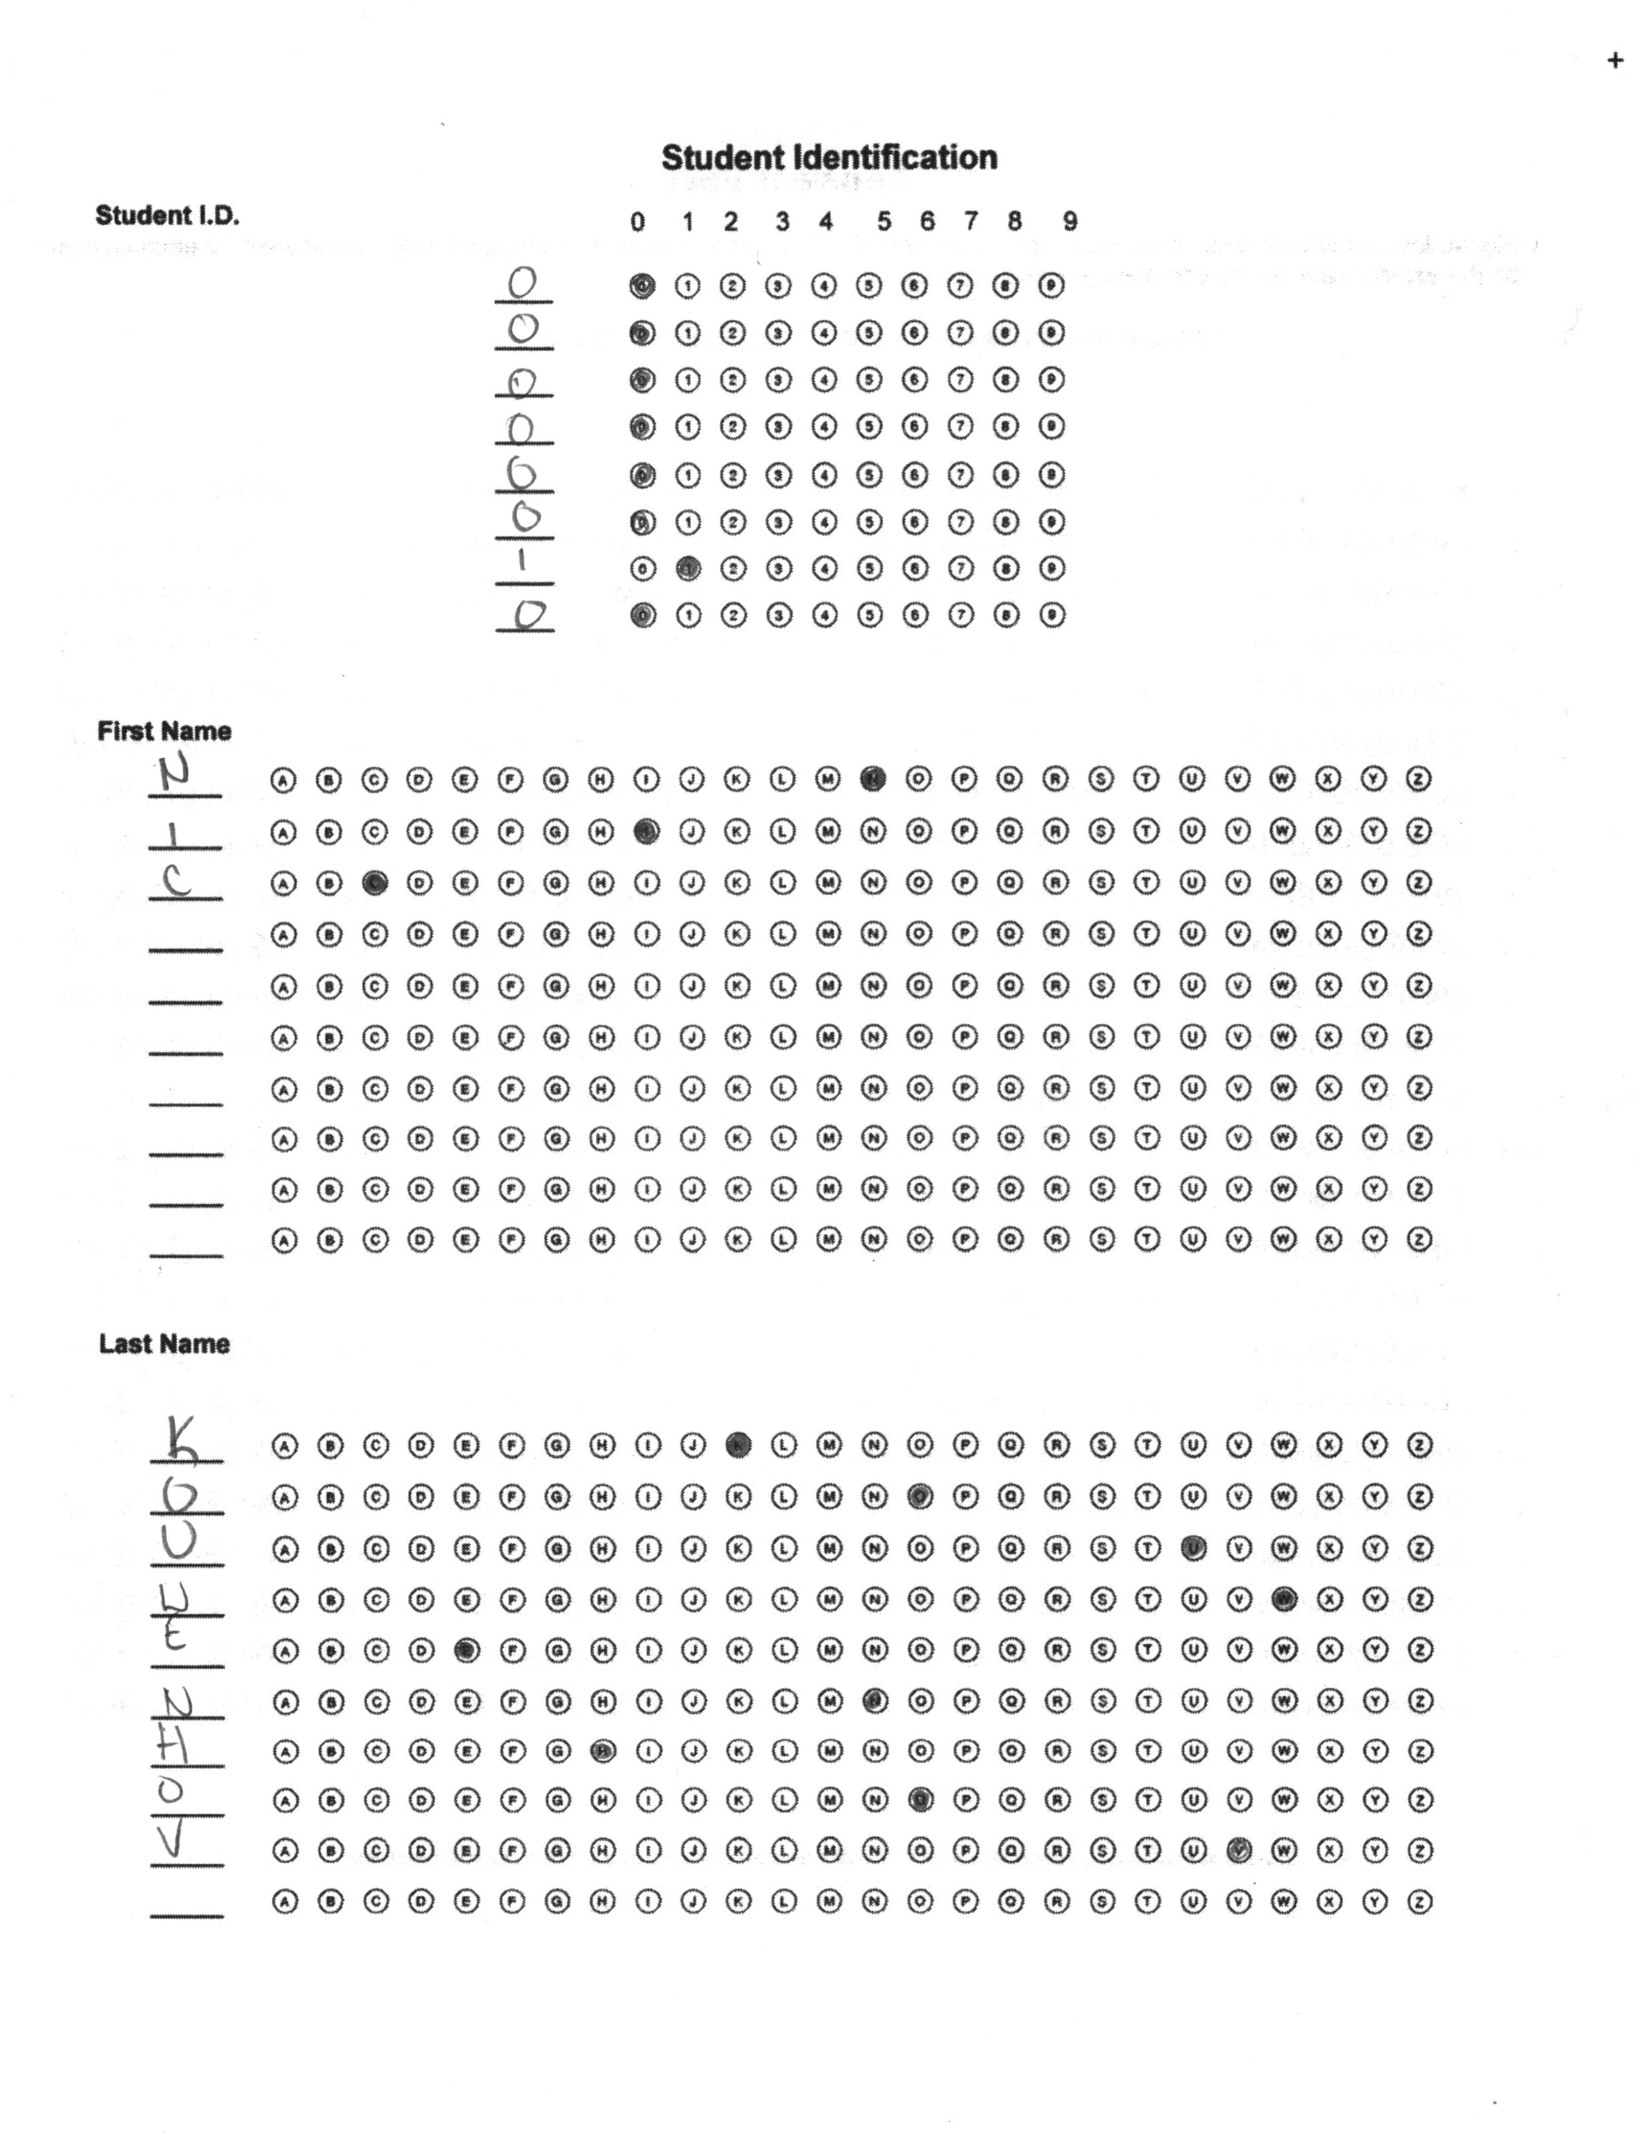 +
Student Identification
Student I.D. 0 1 2 3 4 5 6 7 8 9
0 0 1 2 3 4 5 6 7 8 9
0 0 1 2 3 4 5 6 7 8 9
0 0 1 2 3 4 5 6 7 8 9
0 0 1 2 3 4 5 6 7 8 9
0 0 1 2 3 4 5 6 7 8 9
0 0 1 2 3 4 5 6 7 8 9
1 0 1 2 3 4 5 6 7 8 9
0 0 1 2 3 4 5 6 7 8 9
First Name
N A B C D E F G H I J K L M N O P Q R S T U V W X Y Z
I A B C D E F G H I J K L M N O P Q R S T U V W X Y Z
C A B C D E F G H I J K L M N O P Q R S T U V W X Y Z
A B C D E F G H I J K L M N O P Q R S T U V W X Y Z
A B C D E F G H I J K L M N O P Q R S T U V W X Y Z
A B C D E F G H I J K L M N O P Q R S T U V W X Y Z
A B C D E F G H I J K L M N O P Q R S T U V W X Y Z
A B C D E F G H I J K L M N O P Q R S T U V W X Y Z
A B C D E F G H I J K L M N O P Q R S T U V W X Y Z
A B C D E F G H I J K L M N O P Q R S T U V W X Y Z
Last Name
K A B C D E F G H I J K L M N O P Q R S T U V W X Y Z
O A B C D E F G H I J K L M N O P Q R S T U V W X Y Z
U A B C D E F G H I J K L M N O P Q R S T U V W X Y Z
W A B C D E F G H I J K L M N O P Q R S T U V W X Y Z
E A B C D E F G H I J K L M N O P Q R S T U V W X Y Z
N A B C D E F G H I J K L M N O P Q R S T U V W X Y Z
H A B C D E F G H I J K L M N O P Q R S T U V W X Y Z
O A B C D E F G H I J K L M N O P Q R S T U V W X Y Z
V A B C D E F G H I J K L M N O P Q R S T U V W X Y Z
A B C D E F G H I J K L M N O P Q R S T U V W X Y Z